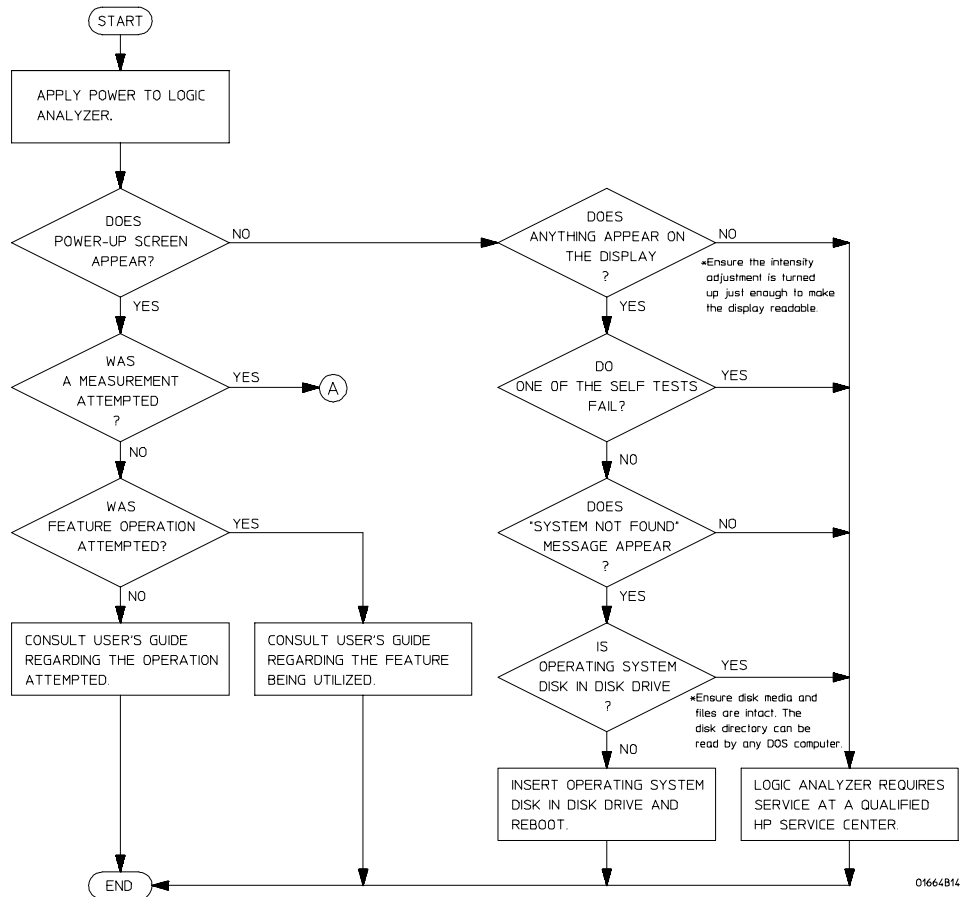 START
APPLY POWER TO LOGIC
ANALYZER.
DOES
POWER-UP SCREEN
APPEAR?
NO
YES
DOES
ANYTHING APPEAR ON
THE DISPLAY
?
NO
*Ensure the intensity
adjustment is turned
up just enough to make
the display readable.
YES
WAS
A MEASUREMENT
ATTEMPTED
?
YES
A
NO
DO
ONE OF THE SELF TESTS
FAIL?
YES
NO
WAS
FEATURE OPERATION
ATTEMPTED?
YES
NO
DOES
"SYSTEM NOT FOUND"
MESSAGE APPEAR
?
NO
YES
CONSULT USER'S GUIDE
REGARDING THE OPERATION
ATTEMPTED.
CONSULT USER'S GUIDE
REGARDING THE FEATURE
BEING UTILIZED.
IS
OPERATING SYSTEM
DISK IN DISK DRIVE
?
YES
*Ensure disk media and
files are intact. The
disk directory can be
read by any DOS computer.
NO
INSERT OPERATING SYSTEM
DISK IN DISK DRIVE AND
REBOOT.
LOGIC ANALYZER REQUIRES
SERVICE AT A QUALIFIED
HP SERVICE CENTER.
END
01664B14